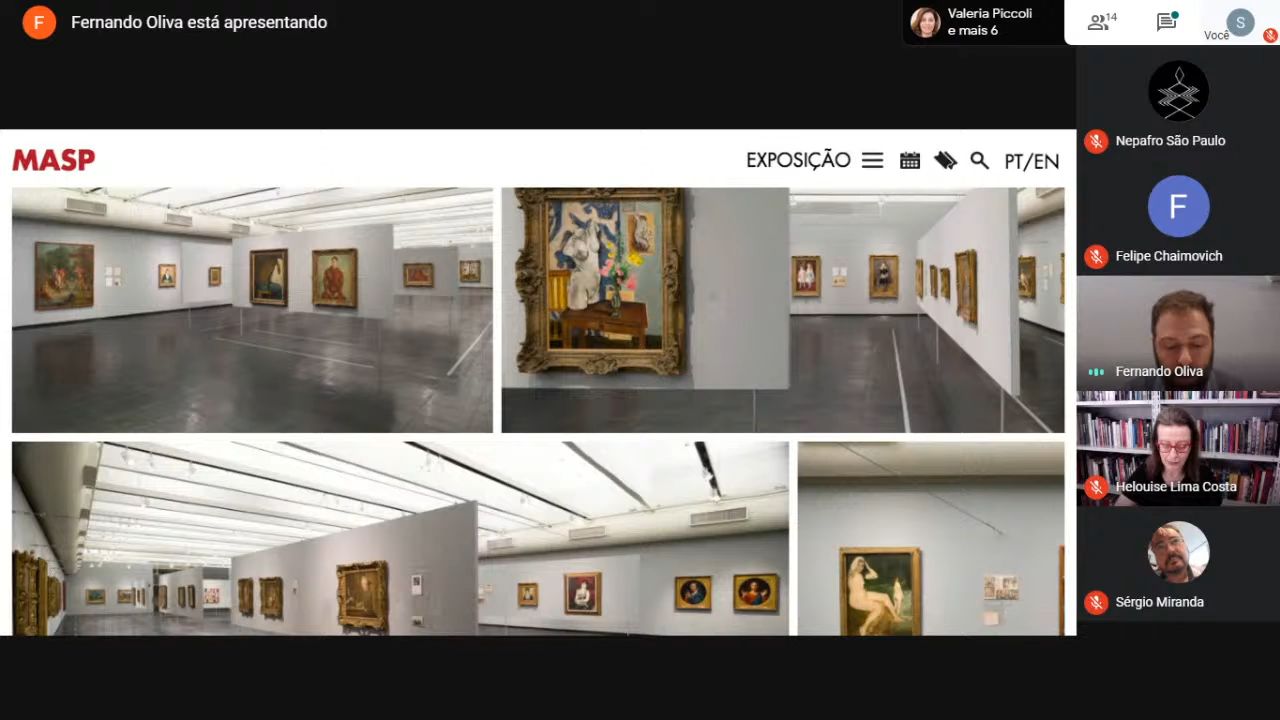 F
Fernando Oliva está apresentando
Valeria Piccoli
e mais 6
14
Você
S
MASP
EXPOSIÇÃO
PT/EN
Nepafro São Paulo
F
Felipe Chaimovich
Fernando Oliva
Helouise Lima Costa
Sérgio Miranda